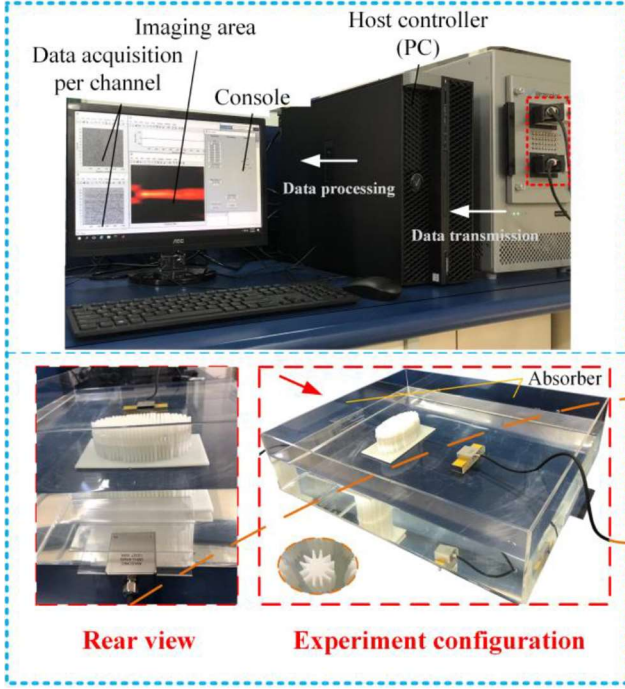 Imaging area
Data acquisition
per channel
Console
Host controller
(PC)
Data processing
Data transmission
AOC
Absorber
Rear view
Experiment configuration